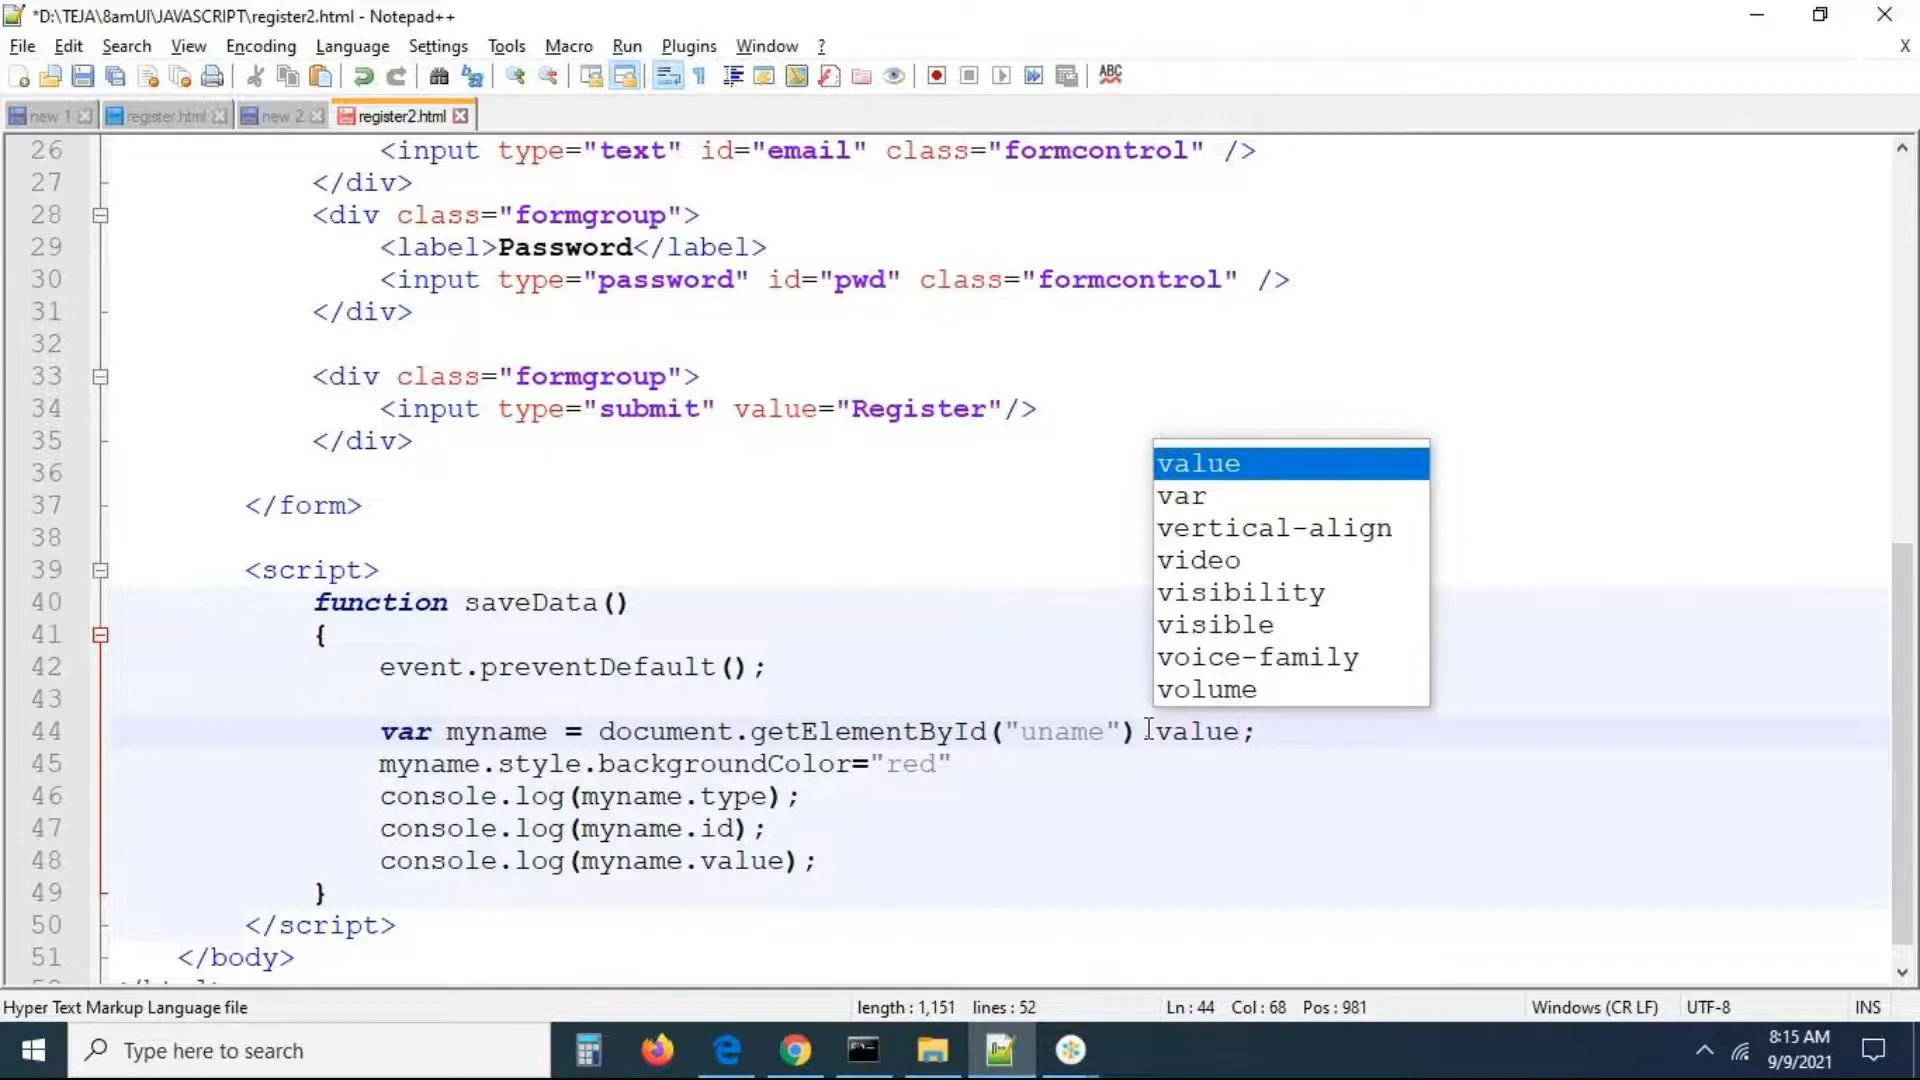 *D:\TEJA\8amUI\JAVASCRIPT\register2.html - Notepad++
File Edit Search View Encoding Language Settings Tools Macro Run Plugins Window ? X
ABC
new 1 register.html new 2 register2.html
26 <input type="text" id="email" class="formcontrol" />
27 </div>
28 <div class="formgroup">
29 <label>Password</label>
30 <input type="password" id="pwd" class="formcontrol" />
31 </div>
32
33 <div class="formgroup">
34 <input type="submit" value="Register"/>
35 </div>
36
37 </form>
38
39 <script>
40 function saveData()
41 {
42 event.preventDefault();
43
44 var myname = document.getElementById("uname").value;
45 myname.style.backgroundColor="red"
46 console.log(myname.type);
47 console.log(myname.id);
48 console.log(myname.value);
49 }
50 </script>
51 </body>
value
var
vertical-align
video
visibility
visible
voice-family
volume
Hyper Text Markup Language file length : 1,151 lines : 52 Ln : 44 Col : 68 Pos : 981 Windows (CR LF) UTF-8 INS
Type here to search
8:15 AM
9/9/2021